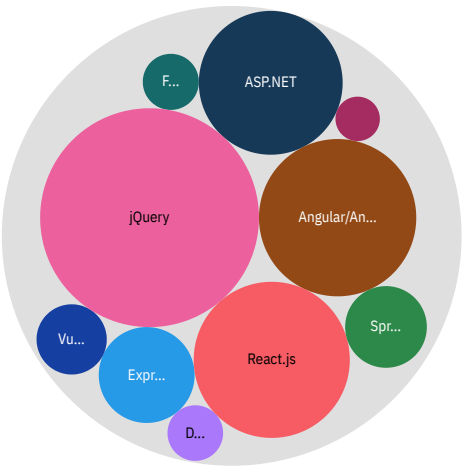 F...
ASP.NET
jQuery
Angular/An...
Spr...
Vu...
React.js
Expr...
D...